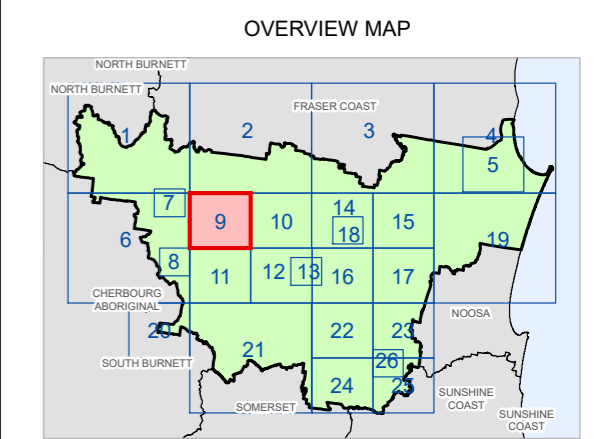 OVERVIEW MAP
NORTH BURNETT
NORTH BURNETT
FRASER COAST
1
2
3
4
5
7
9
10
14
18
15
6
19
8
11
12
13
16
17
CHERBOURG
ABORIGINAL
NOOSA
20
22
23
21
26
SOUTH BURNETT
24
25
SUNSHINE
COAST
SOMERSET
SUNSHINE
COAST